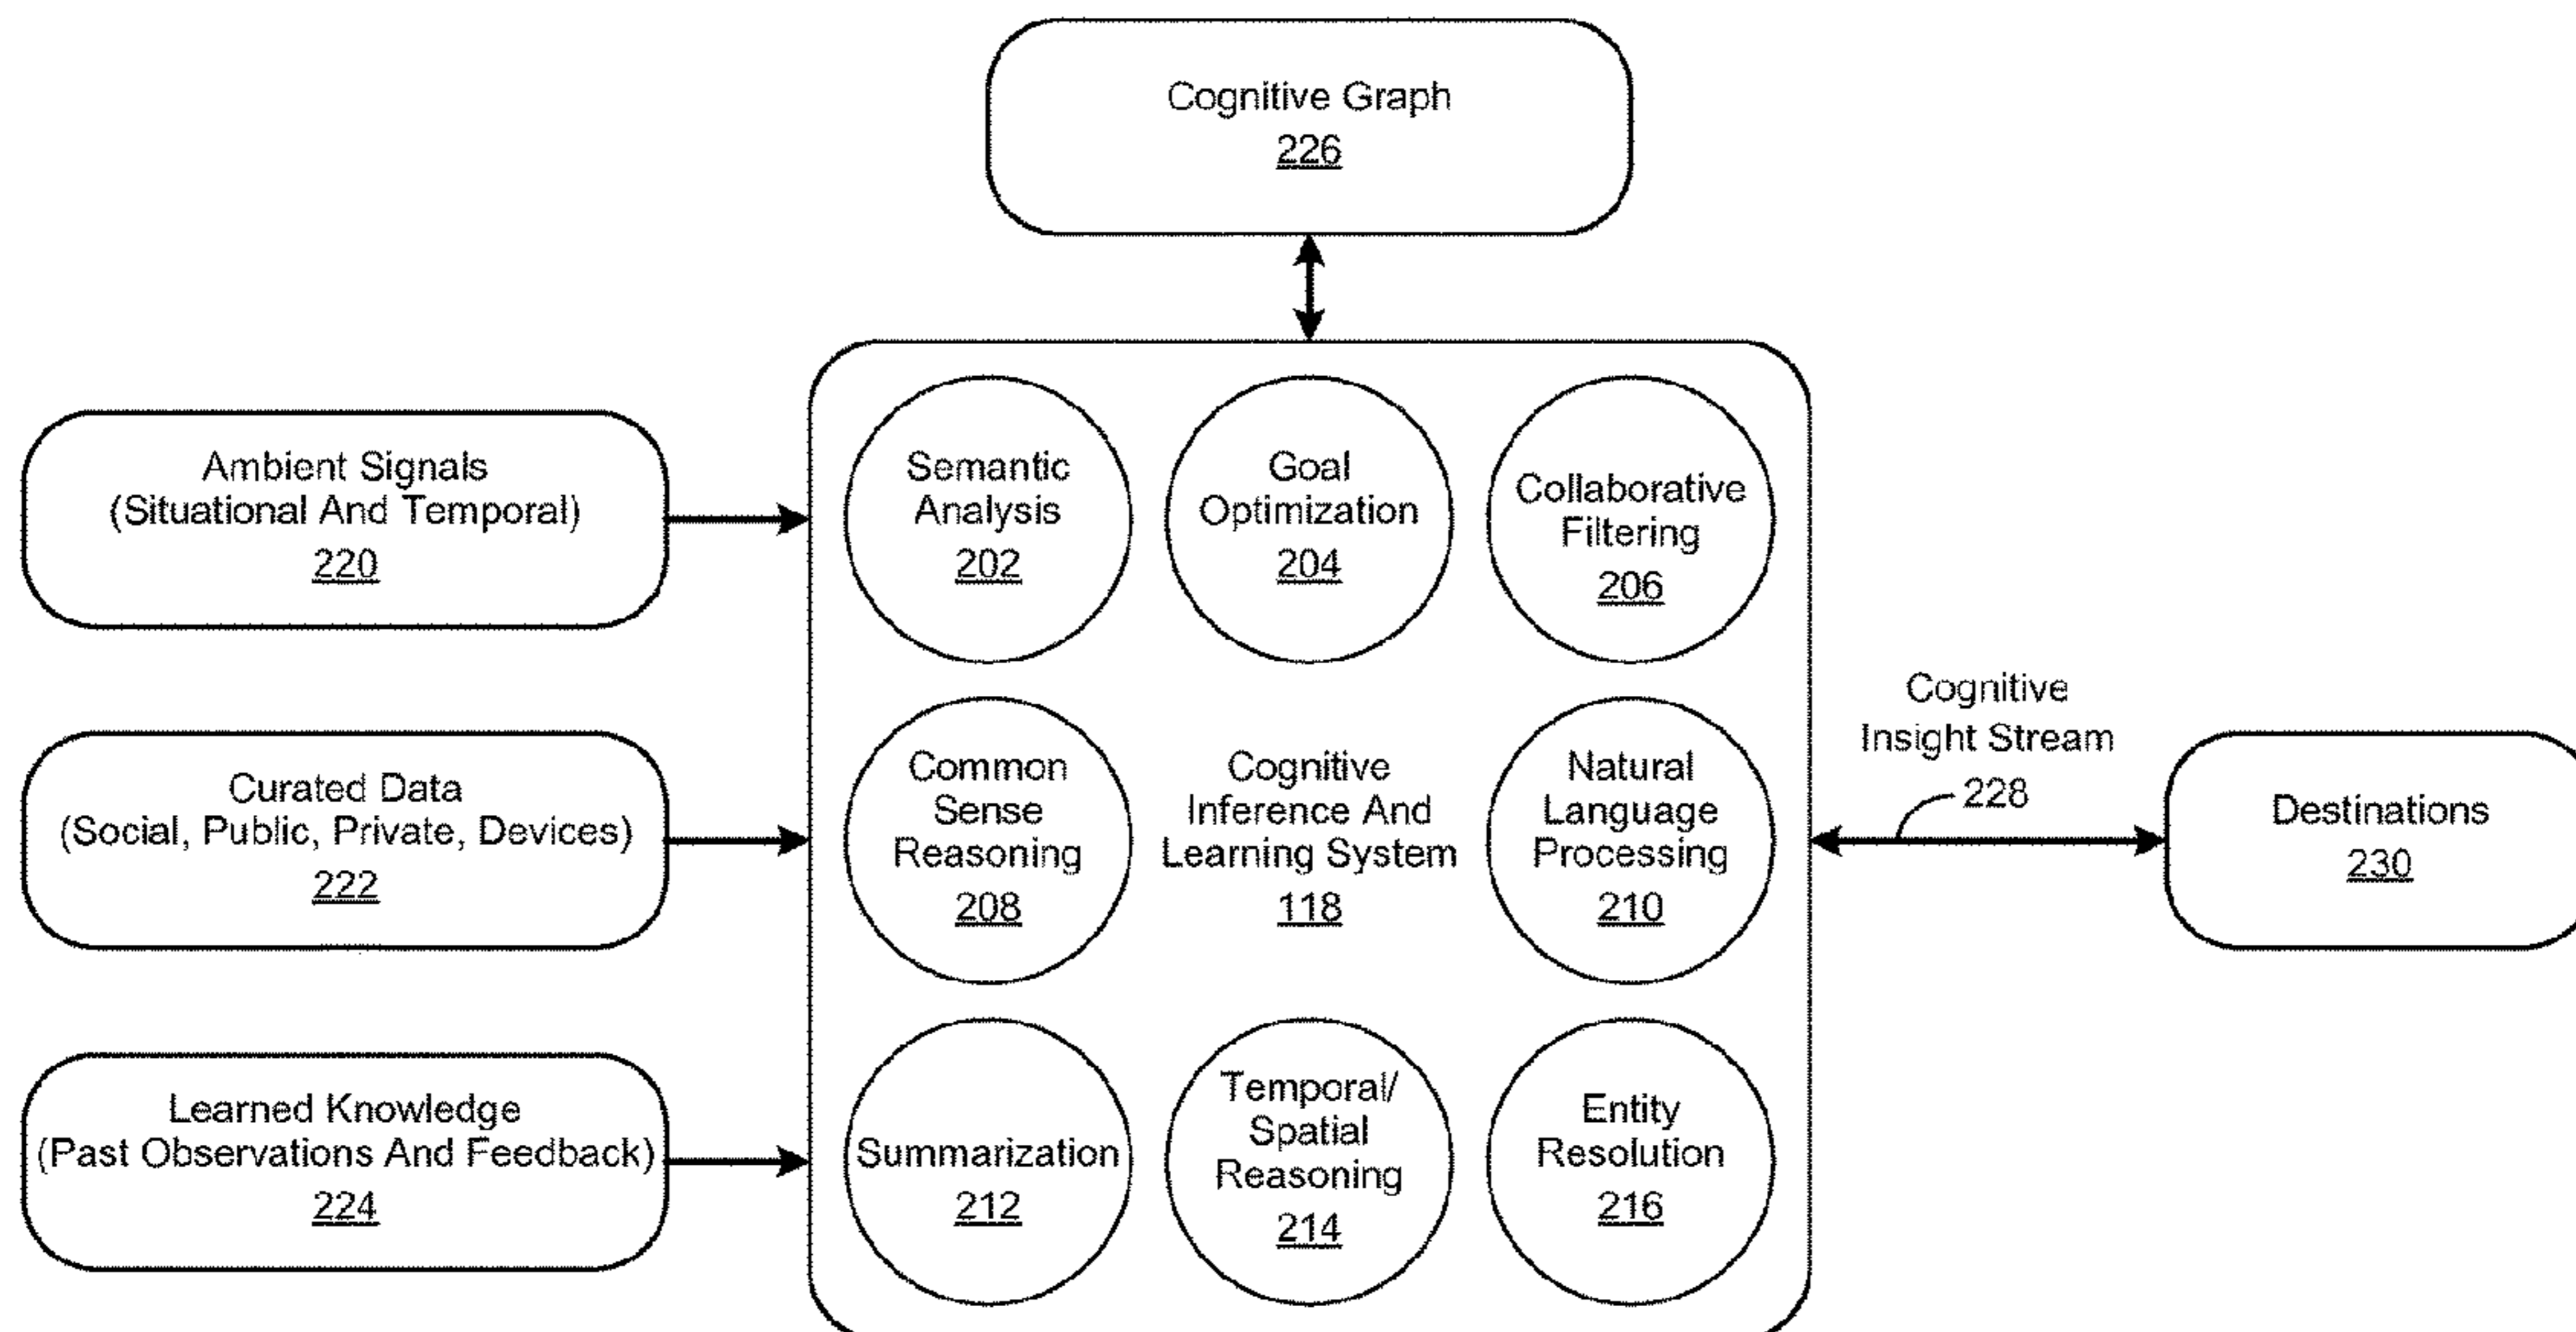 Cognitive Graph
226
Ambient Signals
(Situational And Temporal)
220
Semantic
Analysis
202
Goal
Optimization
204
Collaborative
Filtering
206
Curated Data
(Social, Public, Private, Devices)
222
Common
Sense
Reasoning
208
Cognitive
Inference And
Learning System
118
Natural
Language
Processing
210
Cognitive
Insight Stream
228
Destinations
230
Learned Knowledge
(Past Observations And Feedback)
224
Summarization
212
Temporal/
Spatial
Reasoning
214
Entity
Resolution
216